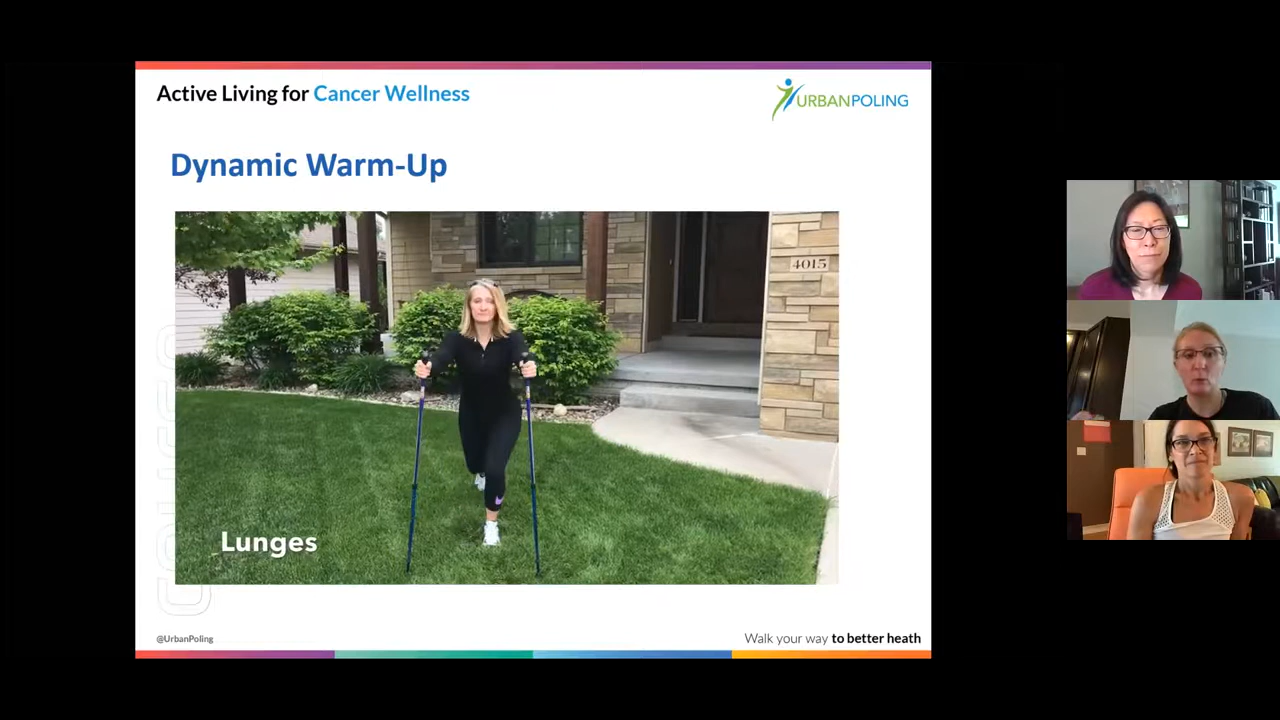 Active Living for Cancer Wellness
URBANPOLING
Dynamic Warm-Up
4015
Lunges
@UrbanPoling
Walk your way to better heath